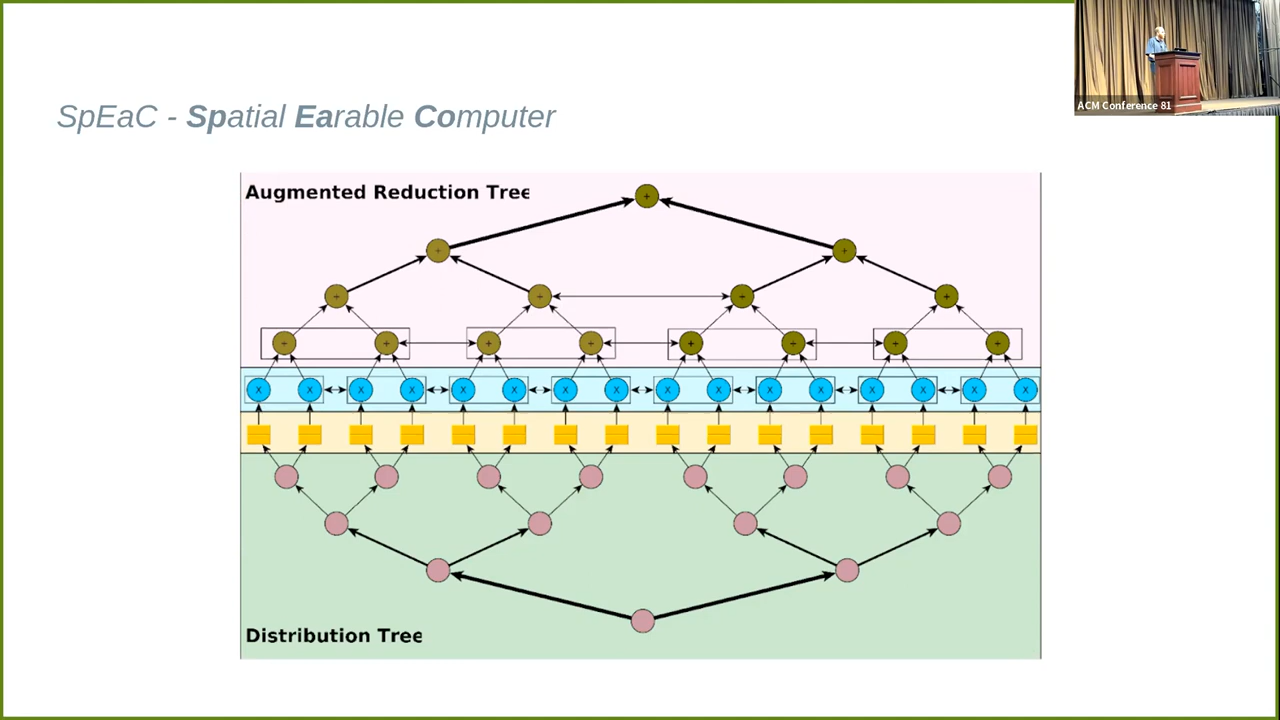 ACM Conference 81
SpEaC - Spatial Earable Computer
Augmented Reduction Tree
+
+ +
+ + + +
+ + + + + + + +
X X X X X X X X X X X X X X X X
Distribution Tree